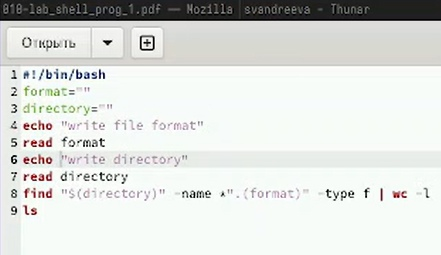 010-lab_shell_prog_1.pdf — Mozilla svandreeva — Thunar
Открыть
1 #!/bin/bash
2 format=""
3 directory=""
4 echo "write file format"
5 read format
6 echo "write directory"
7 read directory
8 find "$(directory)" -name *".(format)" -type f | wc -l
9 ls